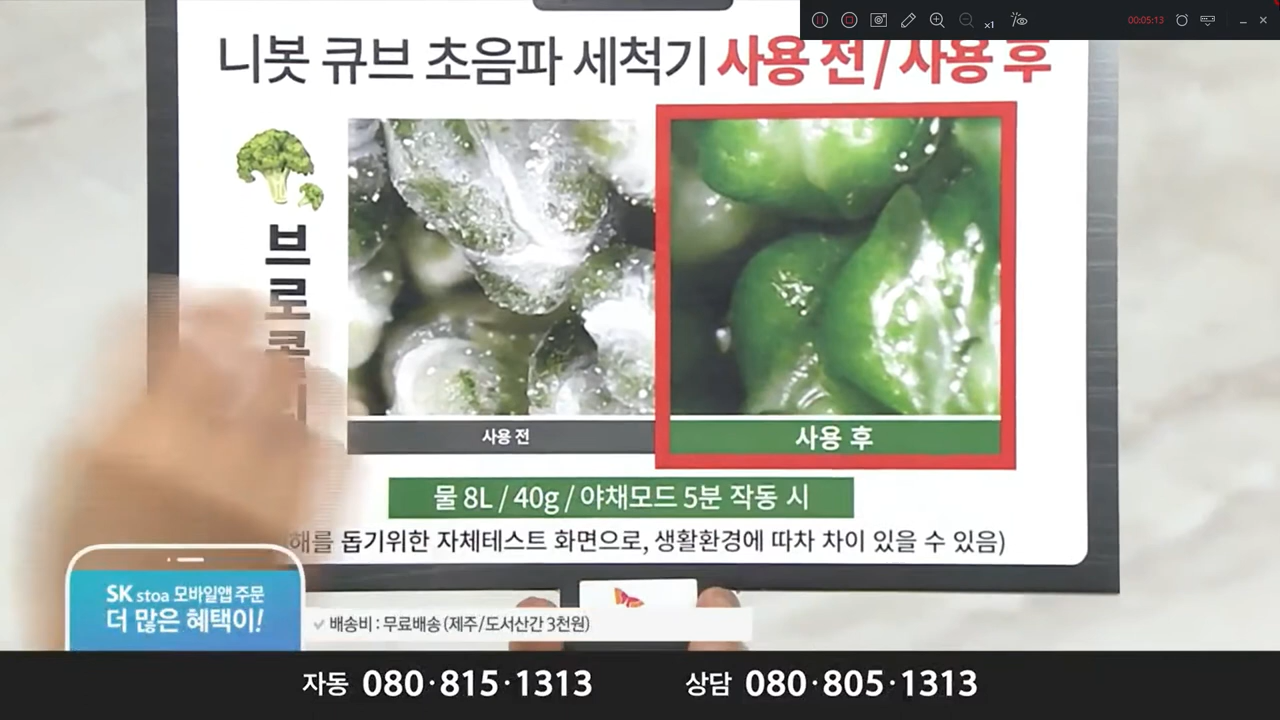 x1
00:05:13
니봇 큐브 초음파 세척기 사용 전 / 사용 후
브로콜리
사용 전
사용 후
물 8L / 40g / 야채모드 5분 작동 시
해를 돕기위한 자체테스트 화면으로, 생활환경에 따차 차이 있을 수 있음)
SK stoa 모바일앱 주문
더 많은 혜택이!
배송비 : 무료배송 (제주/도서산간 3천원)
자동 080·815·1313
상담 080·805·1313